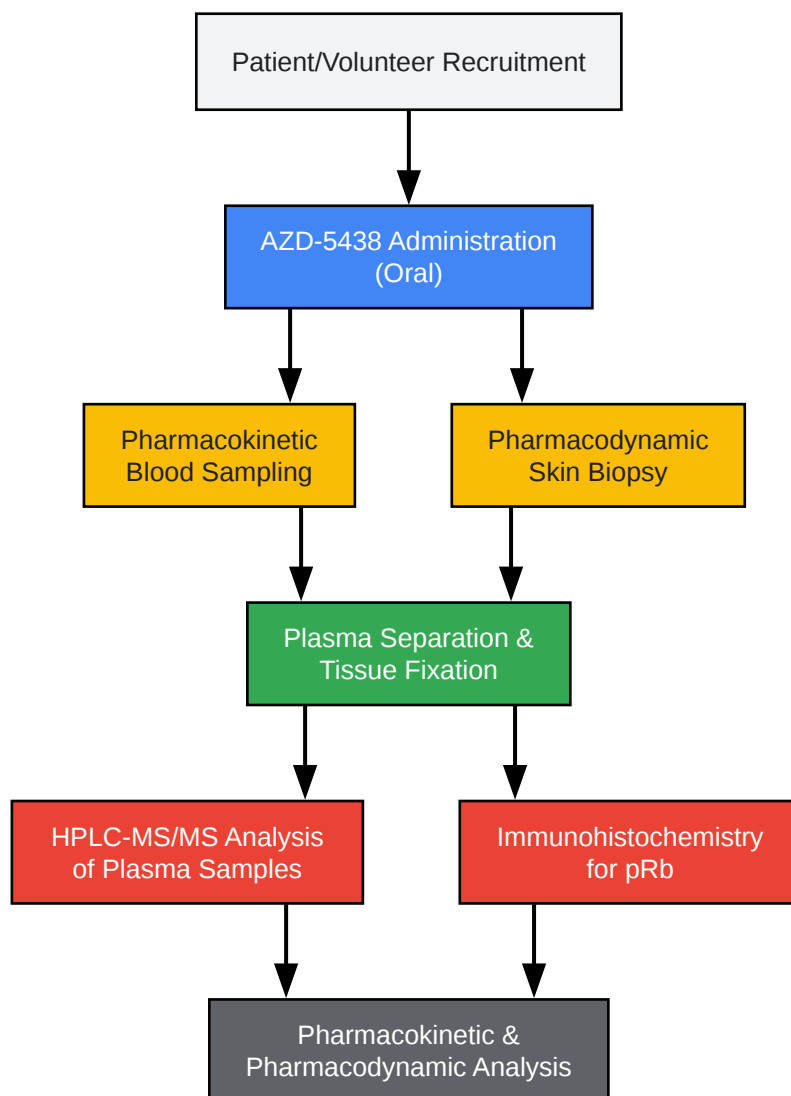 Patient/Volunteer Recruitment
AZD-5438 Administration
(Oral)
Pharmacokinetic
Blood Sampling
Pharmacodynamic
Skin Biopsy
Plasma Separation &
Tissue Fixation
HPLC-MS/MS Analysis
of Plasma Samples
Immunohistochemistry
for pRb
Pharmacokinetic &
Pharmacodynamic Analysis